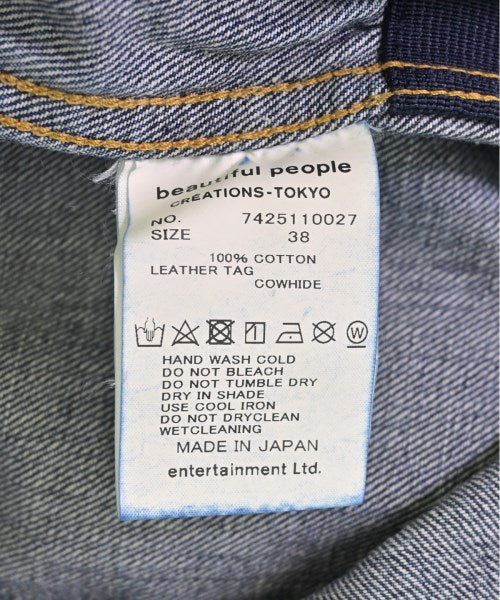 beautiful people
CREATIONS-TOKYO
NO. 7425110027
SIZE 38
100% COTTON
LEATHER TAG
COWHIDE
W
HAND WASH COLD
DO NOT BLEACH
DO NOT TUMBLE DRY
DRY IN SHADE
USE COOL IRON
DO NOT DRYCLEAN
WETCLEANING
MADE IN JAPAN
entertainment Ltd.